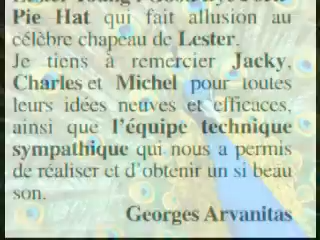 Pie Hat qui fait allusion au
célèbre chapeau de Lester.
Je tiens à remercier Jacky,
Charles et Michel pour toutes
leurs idées neuves et efficaces,
ainsi que l'équipe technique
sympathique qui nous a permis
de réaliser et d'obtenir un si beau
son.
Georges Arvanitas